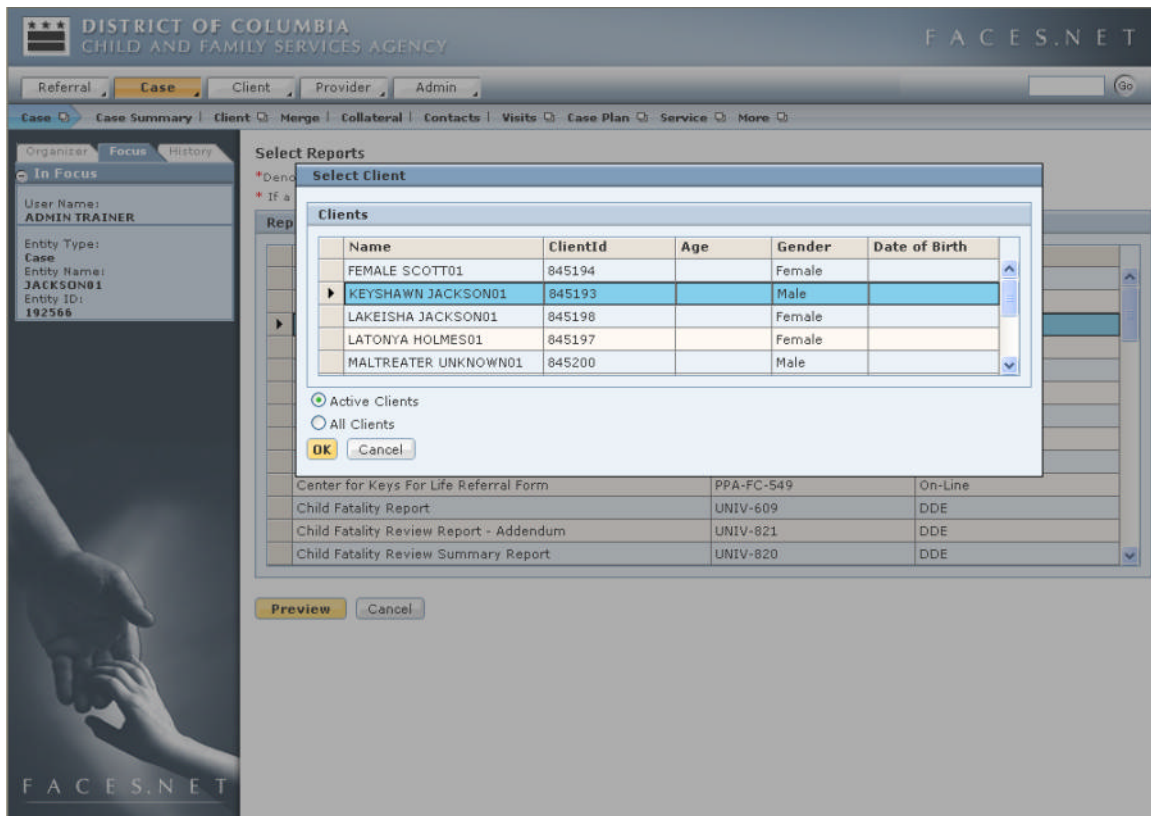 DISTRICT OF COLUMBIA
CHILD AND FAMILY SERVICES AGENCY
FACES.NET
Referral Case Client Provider Admin Go
Case Case Summary | Client Merge | Collateral | Contacts | Visits Case Plan Service More
Organizer Focus History
In Focus
User Name:
ADMIN TRAINER
Entity Type:
Case
Entity Name:
JACKSON01
Entity ID:
192566
Select Reports
*Deno
* If a
Rep
Select Client
Clients
Name ClientId Age Gender Date of Birth
FEMALE SCOTT01 845194 Female
KEYSHAWN JACKSON01 845193 Male
LAKEISHA JACKSON01 845198 Female
LATONYA HOLMES01 845197 Female
MALTREATER UNKNOWN01 845200 Male
Active Clients
All Clients
OK Cancel
Center for Keys For Life Referral Form PPA-FC-549 On-Line
Child Fatality Report UNIV-609 DDE
Child Fatality Review Report - Addendum UNIV-821 DDE
Child Fatality Review Summary Report UNIV-820 DDE
Preview Cancel
FACES.NET